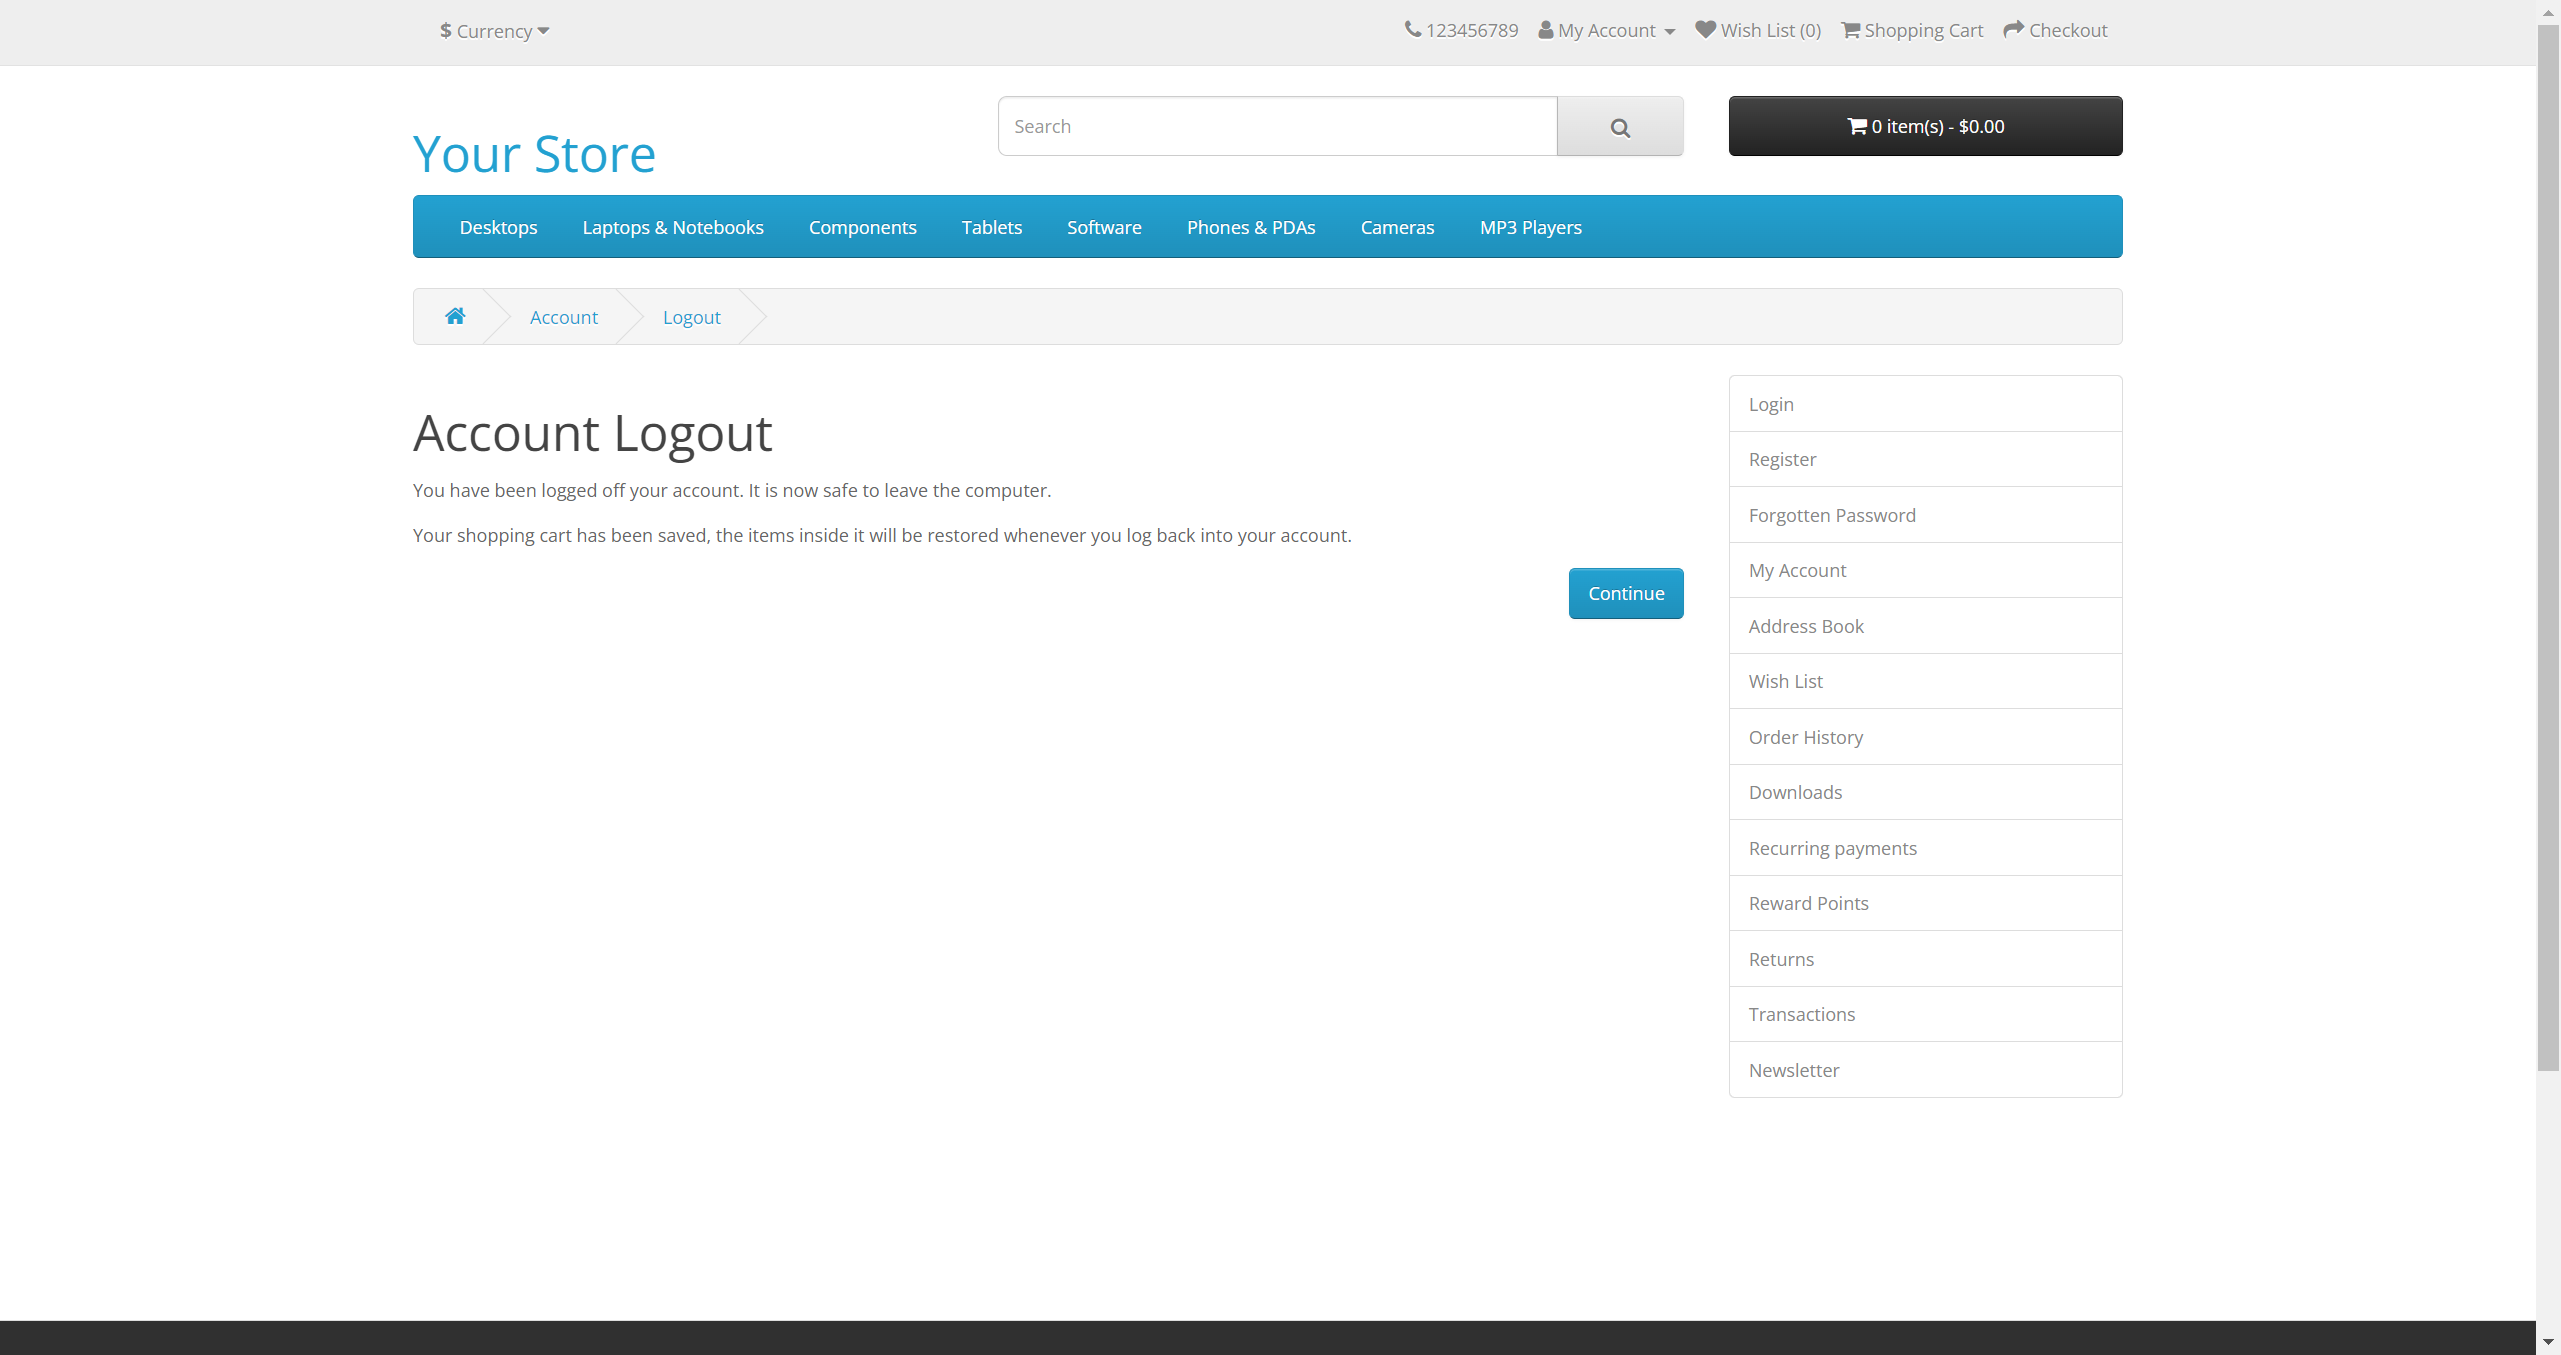 $ Currency
123456789 My Account Wish List (0) Shopping Cart Checkout
Your Store
Search
0 item(s) - $0.00
Desktops Laptops & Notebooks Components Tablets Software Phones & PDAs Cameras MP3 Players
Account Logout
Account Logout
You have been logged off your account. It is now safe to leave the computer.
Your shopping cart has been saved, the items inside it will be restored whenever you log back into your account.
Continue
Login
Register
Forgotten Password
My Account
Address Book
Wish List
Order History
Downloads
Recurring payments
Reward Points
Returns
Transactions
Newsletter